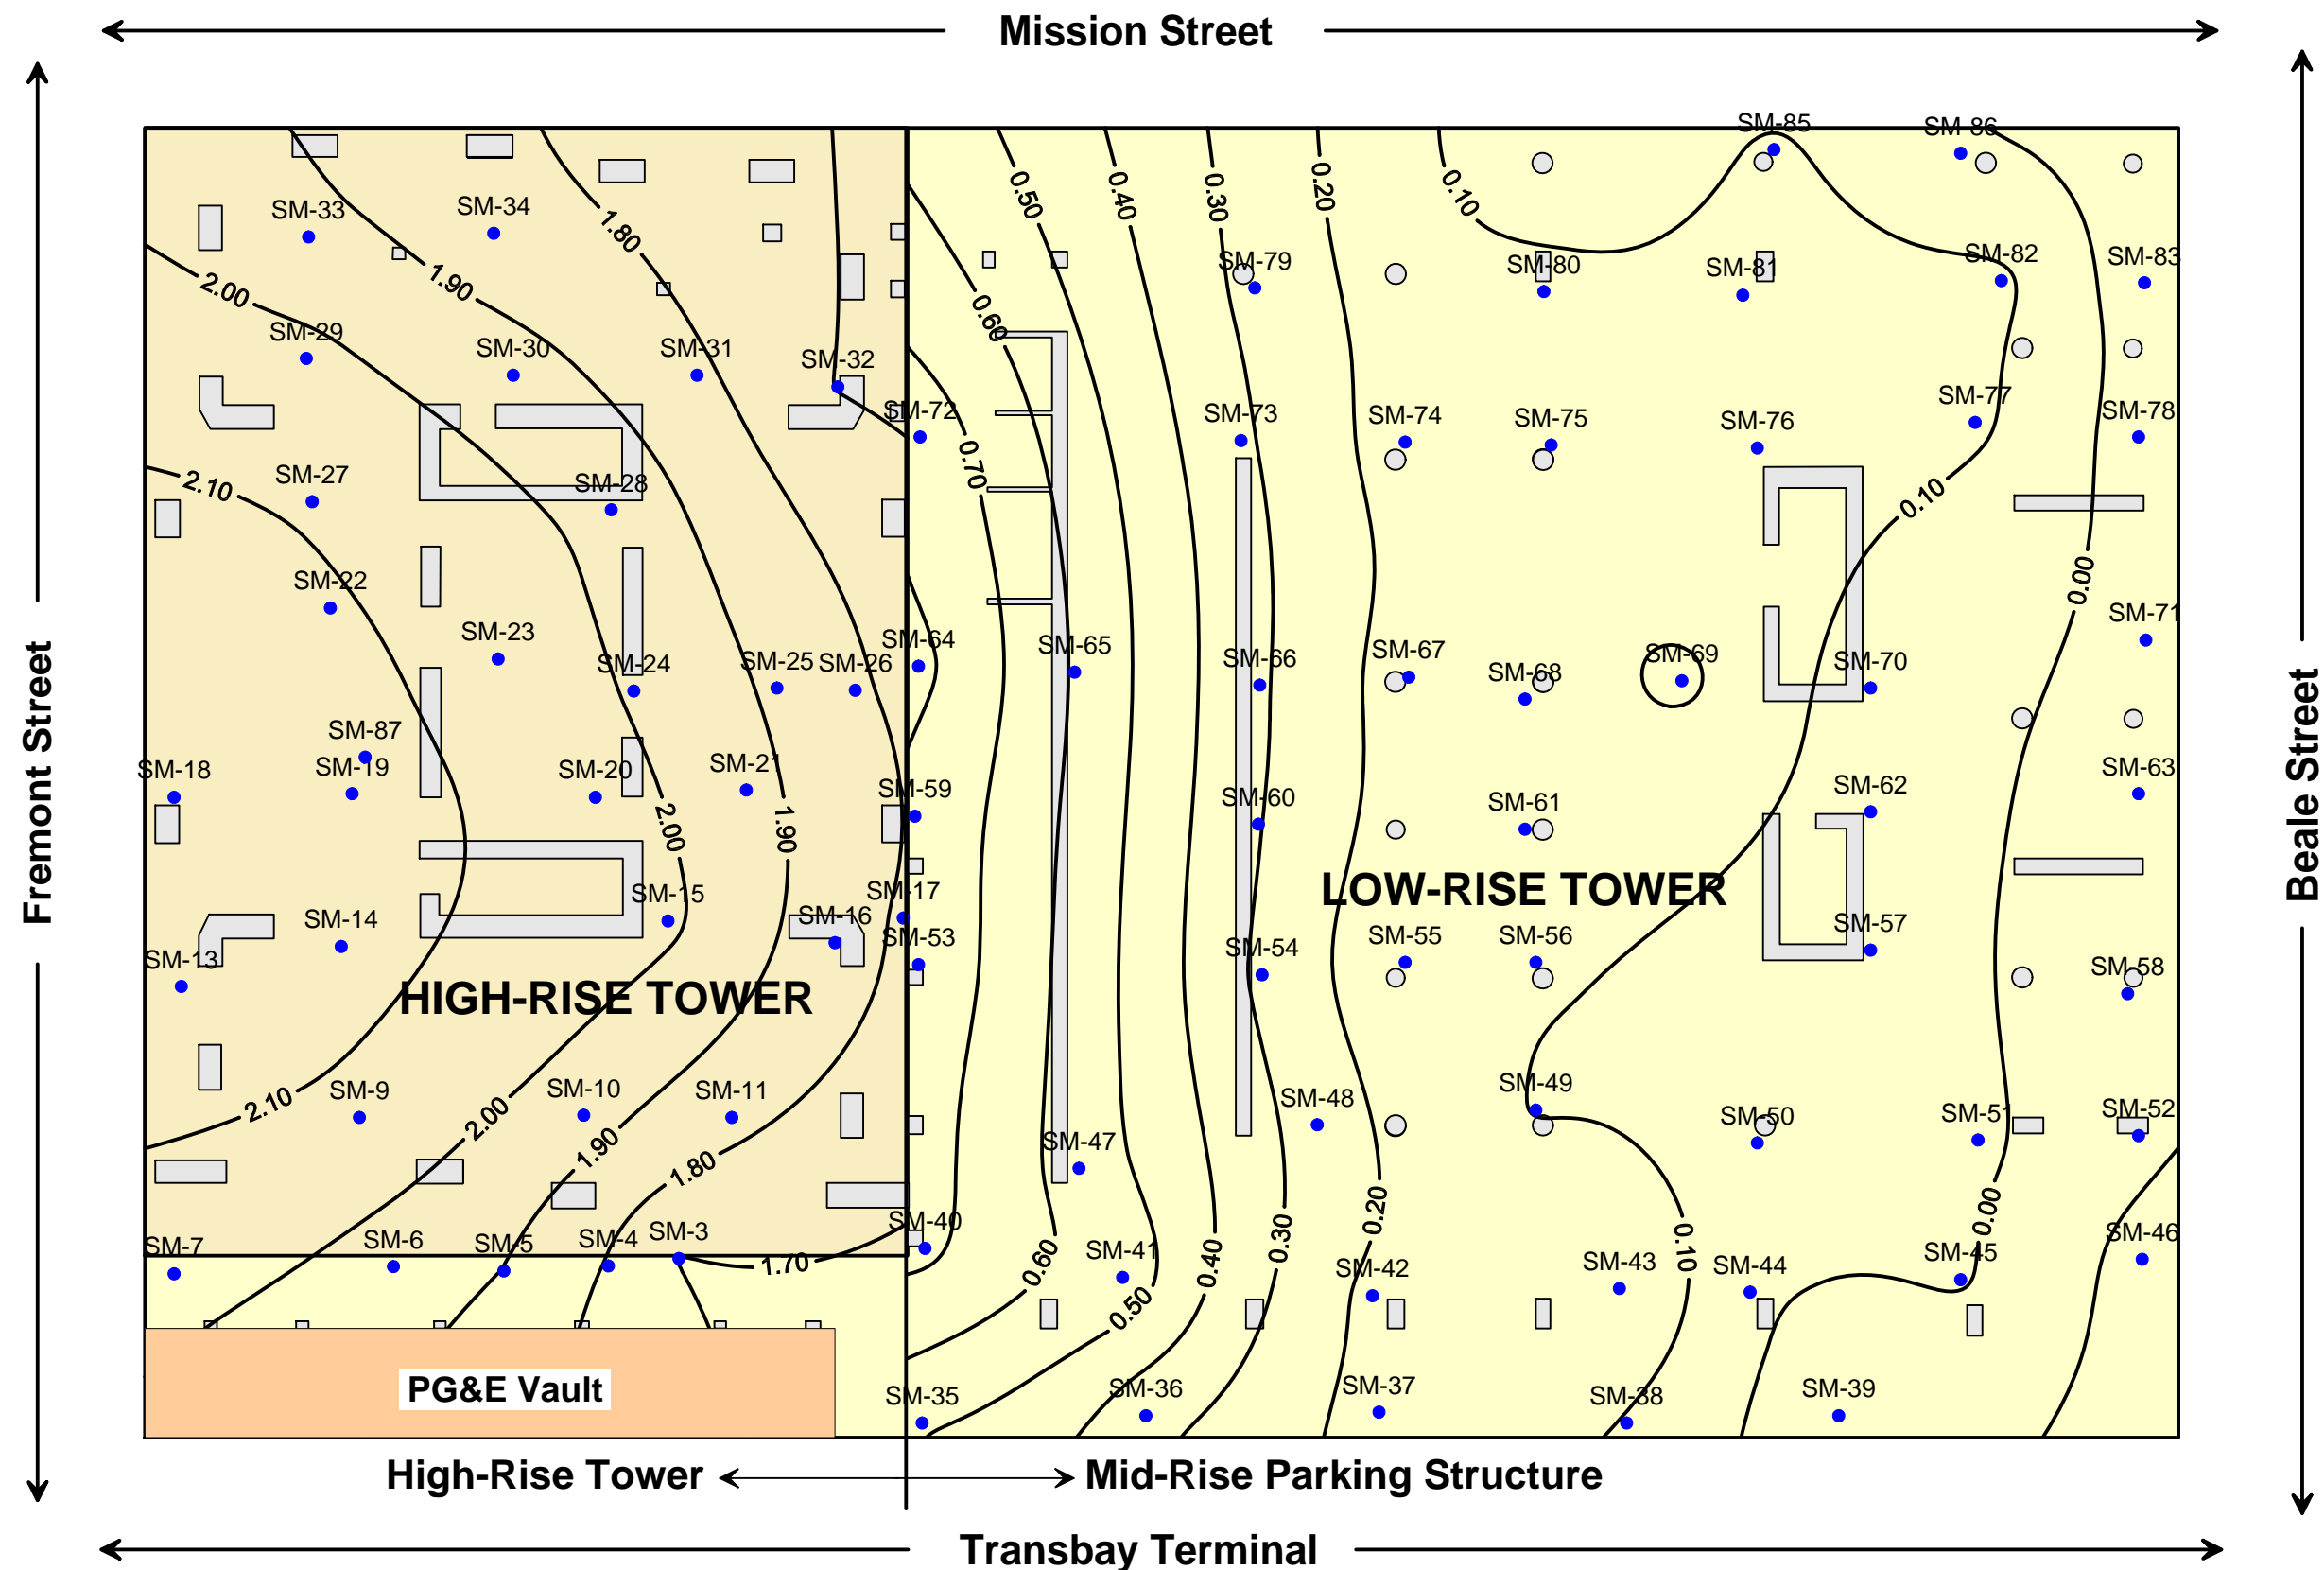 Mission Street
SM-85
SM-86
0.50
0.40
0.30
0.20
0.10
SM-33
SM-34
1.80
SM-79
SM-80
SM-81
SM-82
SM-83
2.00
1.90
0.60
SM-29
SM-30
SM-31
SM-32
SM-72
SM-73
SM-74
SM-75
SM-76
SM-77
SM-78
0.70
2.10
SM-27
SM-28
0.10
0.00
SM-22
SM-23
SM-24
SM-25
SM-26
SM-64
SM-65
SM-66
SM-67
SM-68
SM-69
SM-70
SM-71
Fremont Street
Beale Street
SM-87
SM-18
SM-19
SM-20
SM-21
SM-59
SM-60
SM-61
SM-62
SM-63
2.00
1.90
SM-13
SM-14
SM-15
SM-16
SM-17
SM-53
SM-54
SM-55
SM-56
SM-57
SM-58
LOW-RISE TOWER
HIGH-RISE TOWER
2.10
2.00
1.90
1.80
SM-9
SM-10
SM-11
SM-47
SM-48
SM-49
SM-50
SM-51
SM-52
SM-7
SM-6
SM-5
SM-4
SM-3
1.70
SM-40
0.60
SM-41
0.50
0.40
0.30
0.20
SM-42
SM-43
0.10
SM-44
SM-45
0.00
SM-46
PG&E Vault
SM-35
SM-36
SM-37
SM-38
SM-39
High-Rise Tower
Mid-Rise Parking Structure
Transbay Terminal